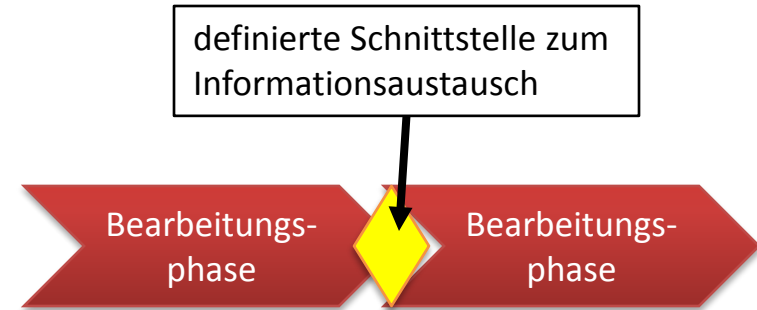 definierte Schnittstelle zum
Informationsaustausch
Bearbeitungs-
phase
Bearbeitungs-
phase